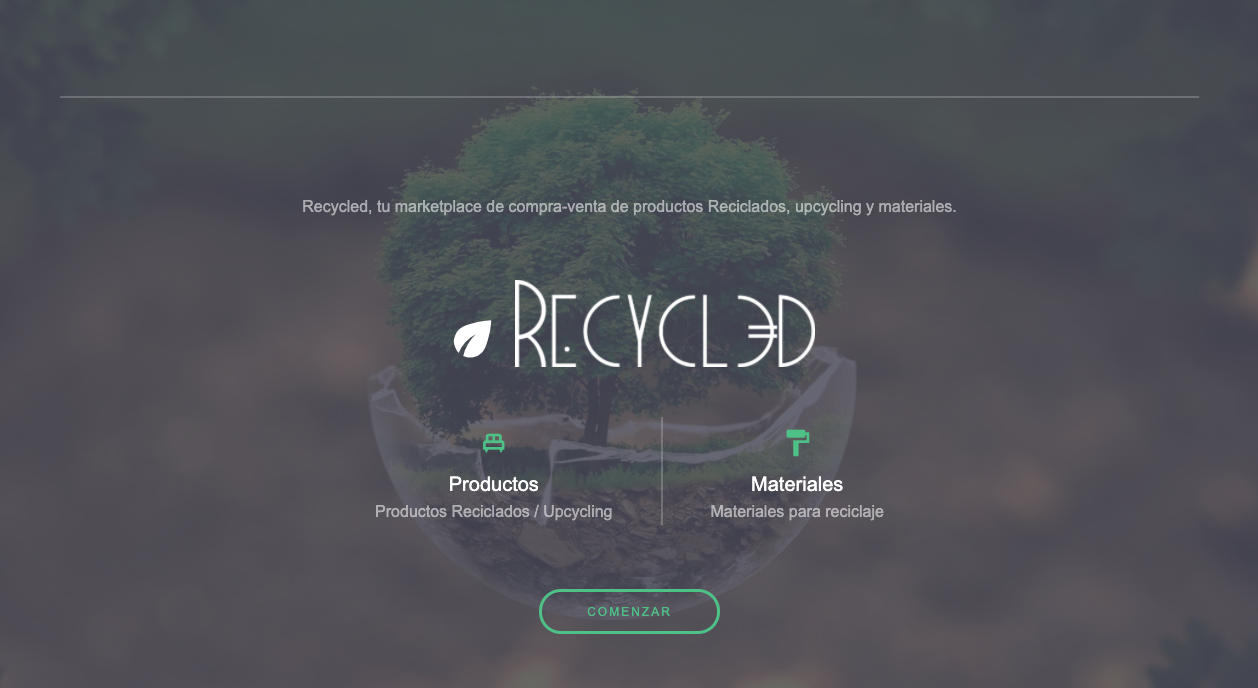 Recycled, tu marketplace de compra-venta de productos Reciclados, upcycling y materiales.
RECYCLED
Productos
Materiales
Productos Reciclados / Upcycling
Materiales para reciclaje
COMENZAR